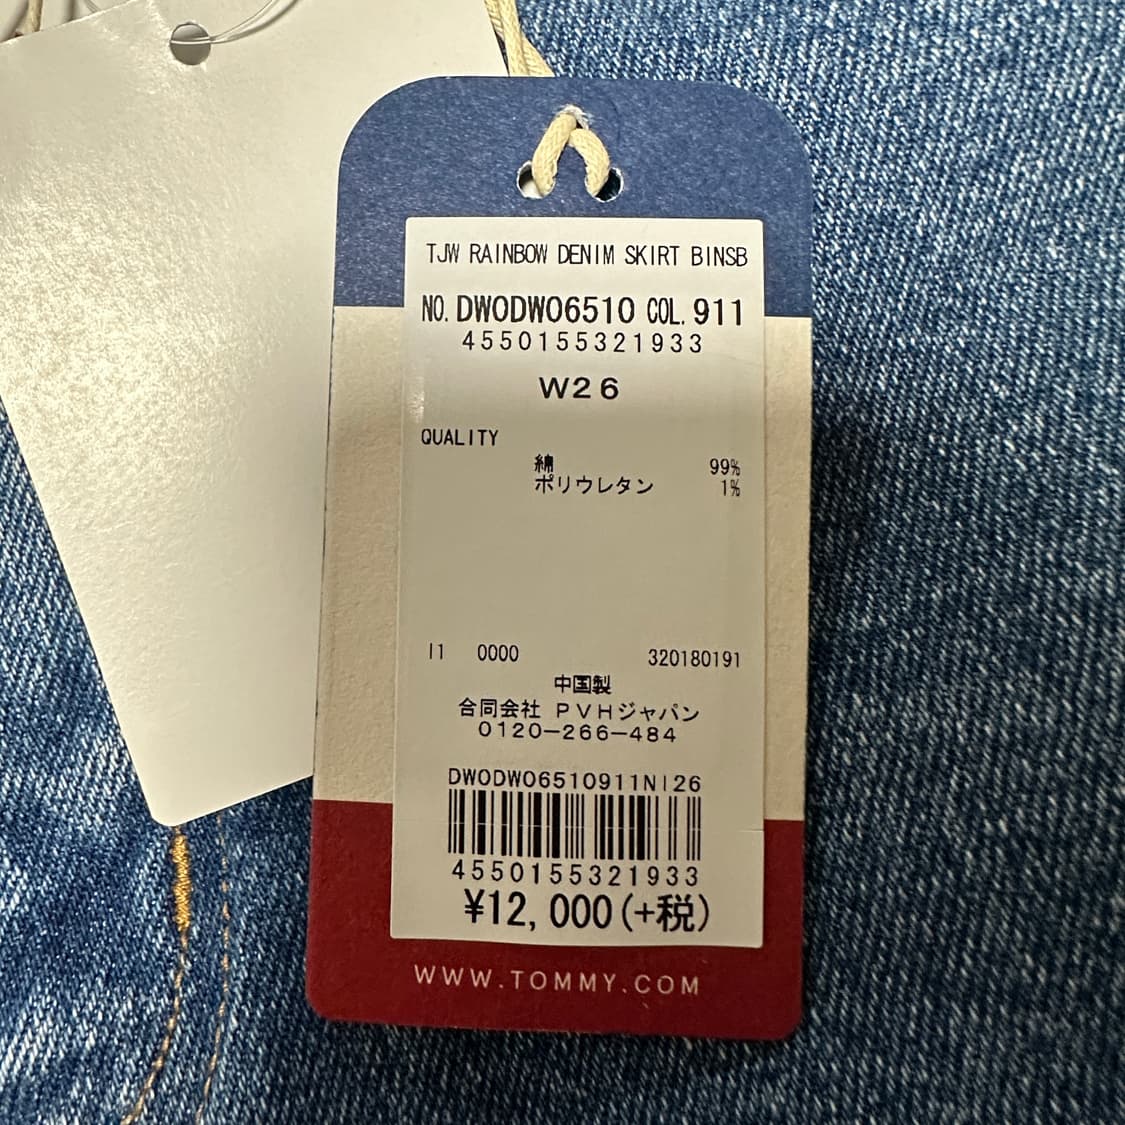 TJW RAINBOW DENIM SKIRT BINSB
NO. DW0DW06510 COL. 911
4550155321933
W26
QUALITY
綿 99%
ポリウレタン 1%
I1 0000 320180191
中国製
合同会社 PVHジャパン
0120-266-484
DW0DW06510911NI26
4550155321933
¥12,000(+税)
WWW.TOMMY.COM